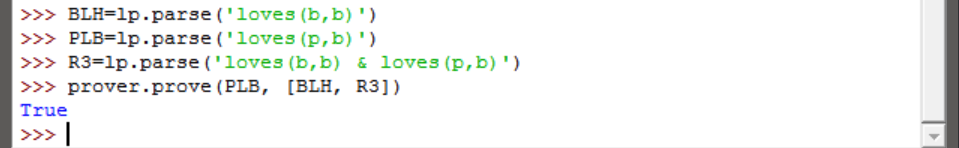 >>> BLH=lp.parse('loves(b,b)')
>>> PLB=lp.parse('loves(p,b)')
>>> R3=lp.parse('loves(b,b) & loves(p,b)')
>>> prover.prove(PLB, [BLH, R3])
True
>>>